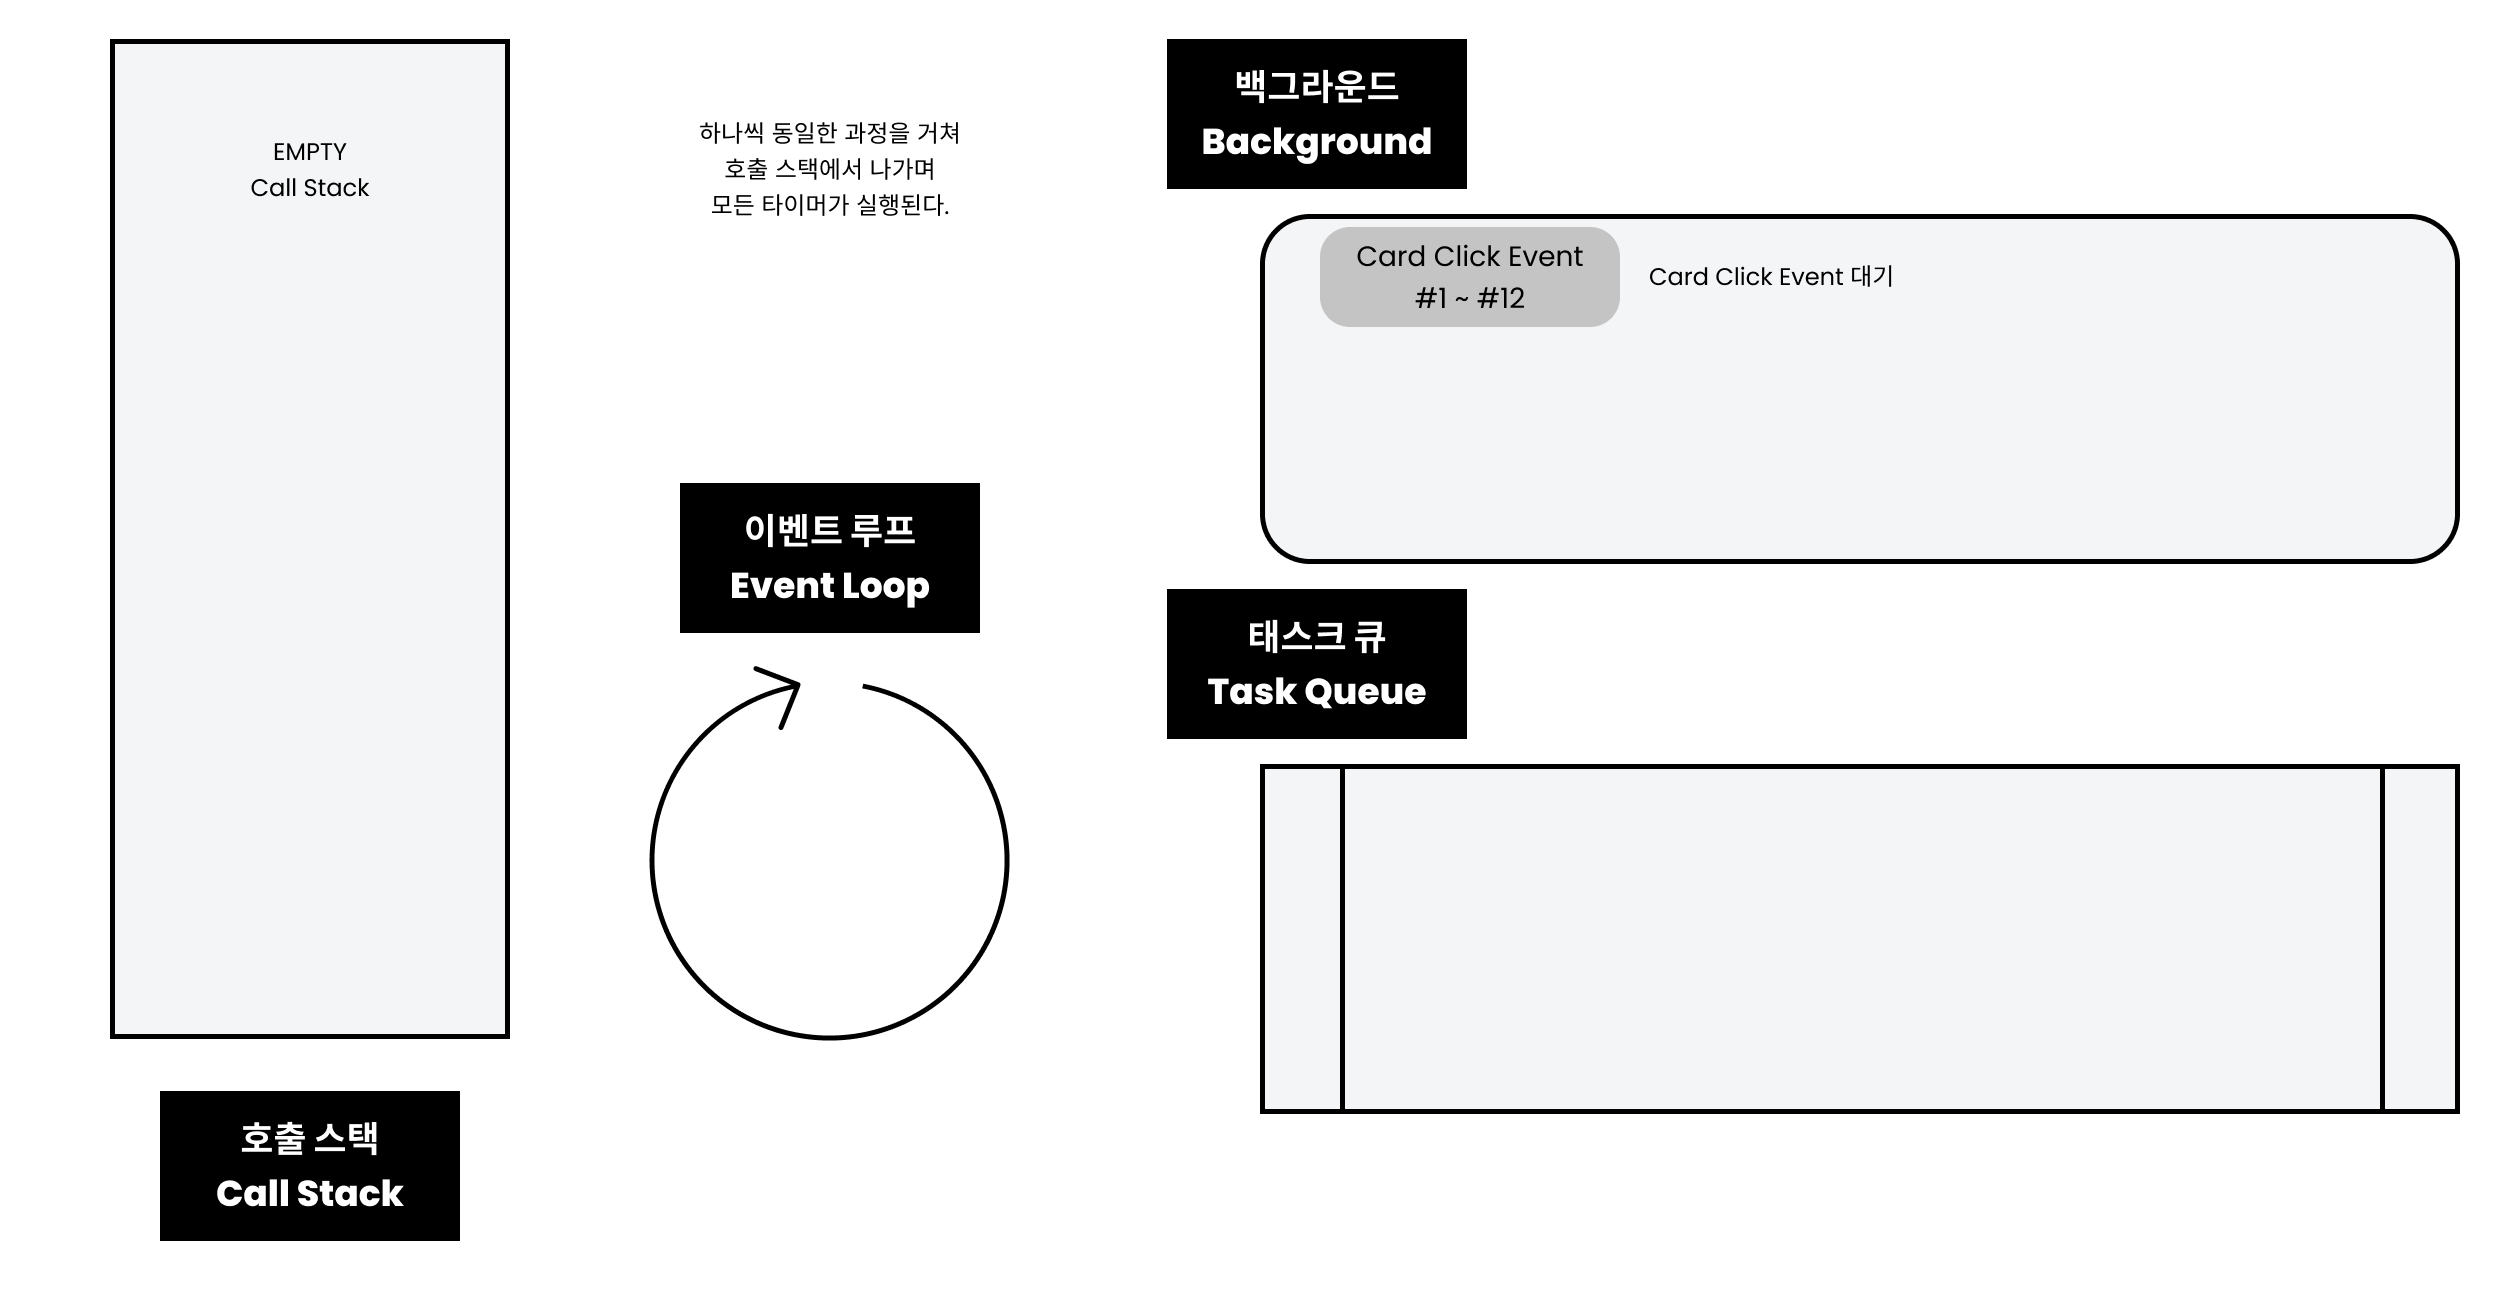 EMPTY
Call Stack
호출 스택
Call Stack
하나씩 동일한 과정을 거쳐
호출 스택에서 나가며
모든 타이머가 실행된다.
이벤트 루프
Event Loop
백그라운드
Background
Card Click Event
#1 ~ #12
Card Click Event 대기
태스크 큐
Task Queue